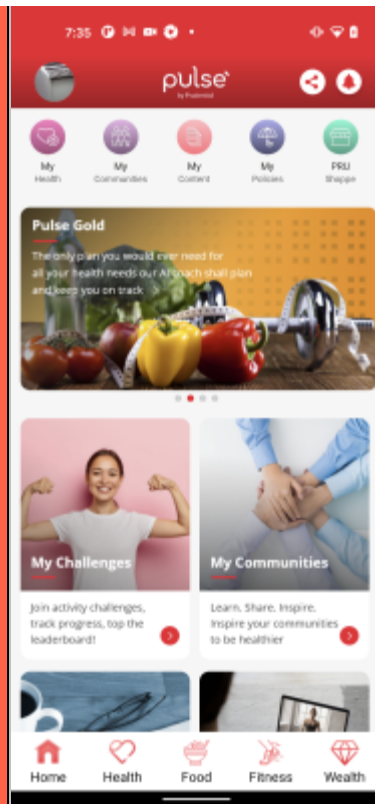 7:35
pulse
by Prudential
My
Health
My
Communities
My
Content
My
Policies
PRU
Shoppe
Pulse Gold
The only plan you would ever need for
all your health needs our AI coach shall plan
and keep you on track
My Challenges
My Communities
Join activity challenges,
track progress, top the
leaderboard!
Learn. Share. Inspire.
Inspire your communities
to be healthier
Home
Health
Food
Fitness
Wealth